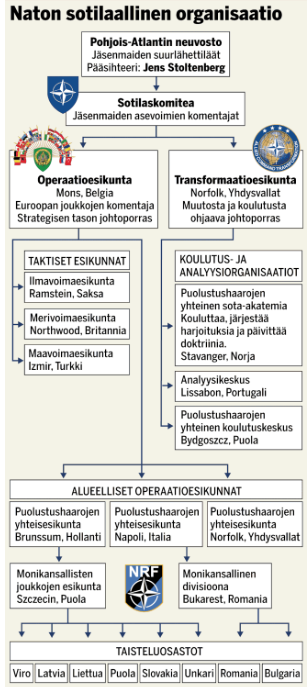 Naton sotilaallinen organisaatio
Pohjois-Atlantin neuvosto
Jäsenmaiden suurlähettiläät
Pääsihteeri: Jens Stoltenberg
Sotilaskomitea
Jäsenmaiden asevoimien komentajat
Operaatioesikunta
Mons, Belgia
Euroopan joukkojen komentaja
Strategisen tason johtoporras
Transformaatioesikunta
Norfolk, Yhdysvallat
Muutosta ja koulutusta
ohjaava johtoporras
TAKTISET ESIKUNNAT
Ilmavoimaesikunta
Ramstein, Saksa
Merivoimaesikunta
Northwood, Britannia
Maavoimaesikunta
Izmir, Turkki
KOULUTUS- JA
ANALYYSIORGANISAATIOT
Puolustushaarojen
yhteinen sota-akatemia
Kouluttaa, järjestää
harjoituksia ja päivittää
doktriinia.
Stavanger, Norja
Analyysikeskus
Lissabon, Portugali
Puolustushaarojen
yhteinen koulutuskeskus
Bydgoszcz, Puola
ALUEELLISET OPERAATIOESIKUNNAT
Puolustushaarojen
yhteisesikunta
Brunssum, Hollanti
Puolustushaarojen
yhteisesikunta
Napoli, Italia
Puolustushaarojen
yhteisesikunta
Norfolk, Yhdysvallat
Monikansallisten
joukkojen esikunta
Szczecin, Puola
NRF
Monikansallinen
divisioona
Bukarest, Romania
TAISTELUOSASTOT
Viro
Latvia
Liettua
Puola
Slovakia
Unkari
Romania
Bulgaria